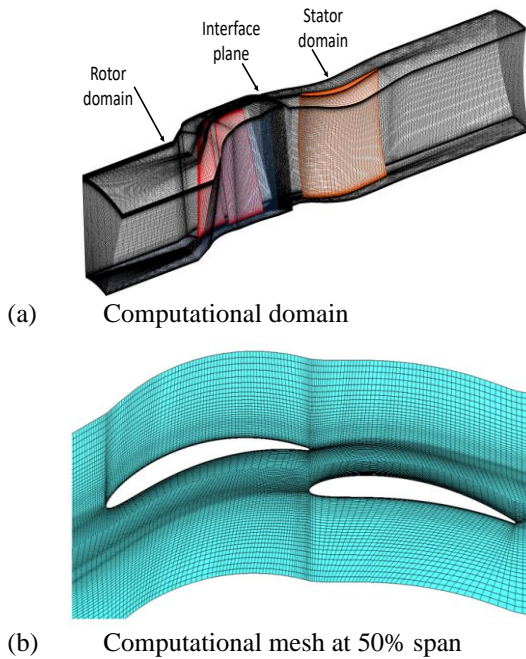 Stator
domain
Interface
plane
Rotor
domain
(a) Computational domain
(b) Computational mesh at 50% span